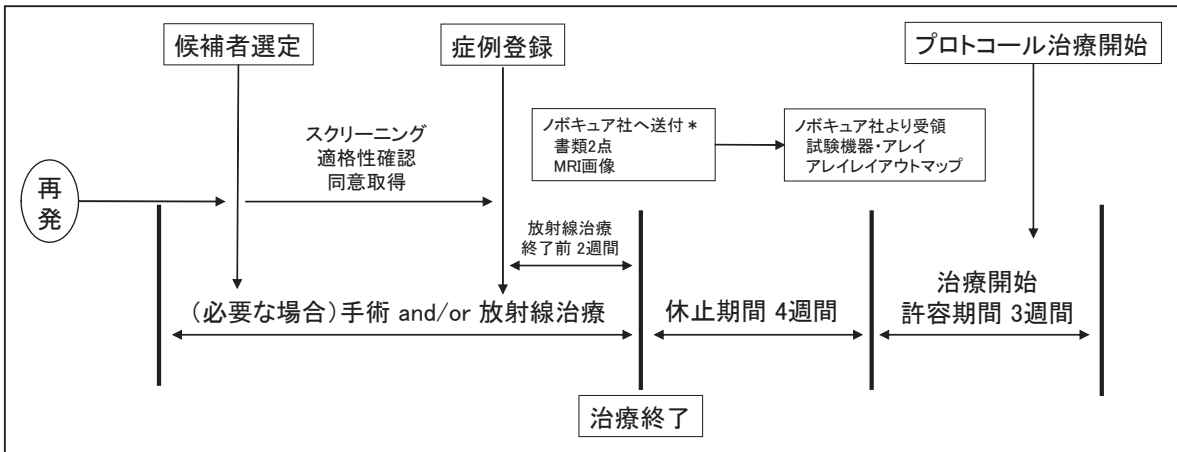 候補者選定
症例登録
プロトコール治療開始
スクリーニング
適格性確認
同意取得
ノボキュア社へ送付*
書類2点
MRI画像
ノボキュア社より受領
試験機器・アレイ
アレイレイアウトマップ
再
発
放射線治療
終了前 2週間
(必要な場合)手術 and/or 放射線治療
休止期間 4週間
治療開始
許容期間 3週間
治療終了